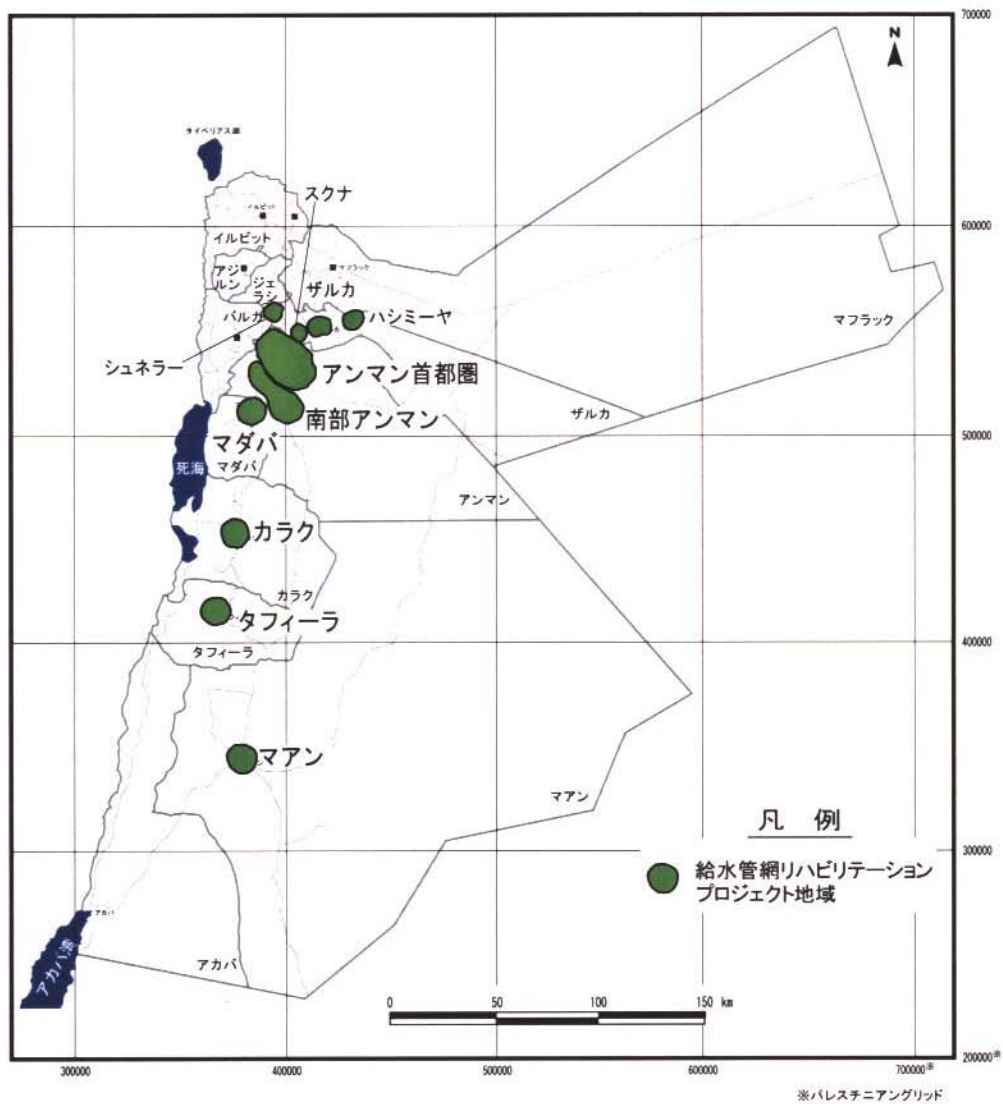 700000
N
タイベリアス湖
スクナ
イルビット
イルビット
600000
アジルン
ジェラシ
マフラック
ザルカ
バルカ
ハシミーヤ
マフラック
シュネラー
アンマン首都圏
ザルカ
南部アンマン
500000
マダバ
マダバ
死海
アンマン
カラク
カラク
タフィーラ
タフィーラ
400000
マアン
マアン
凡 例
300000
給水管網リハビリテーション
プロジェクト地域
アカバ
アカバ湾
アカバ
0 50 100 150 km
200000※
300000 400000 500000 600000 700000※
※パレスチニアングリッド